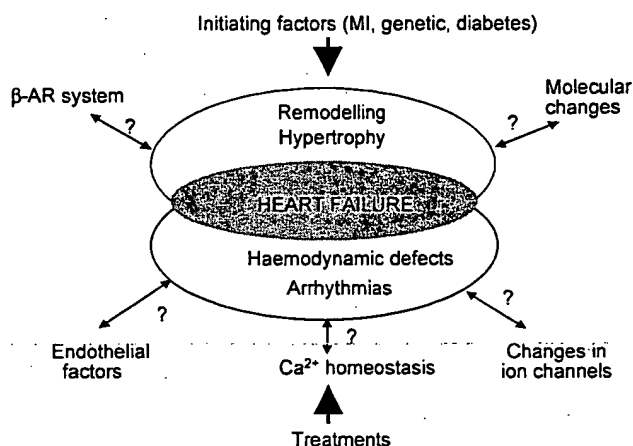 Initiating factors (MI, genetic, diabetes)
β-AR system
Molecular
changes
?
?
Remodelling
Hypertrophy
HEART FAILURE
Haemodynamic defects
Arrhythmias
?
?
?
Endothelial
factors
Ca²⁺ homeostasis
Changes in
ion channels
Treatments